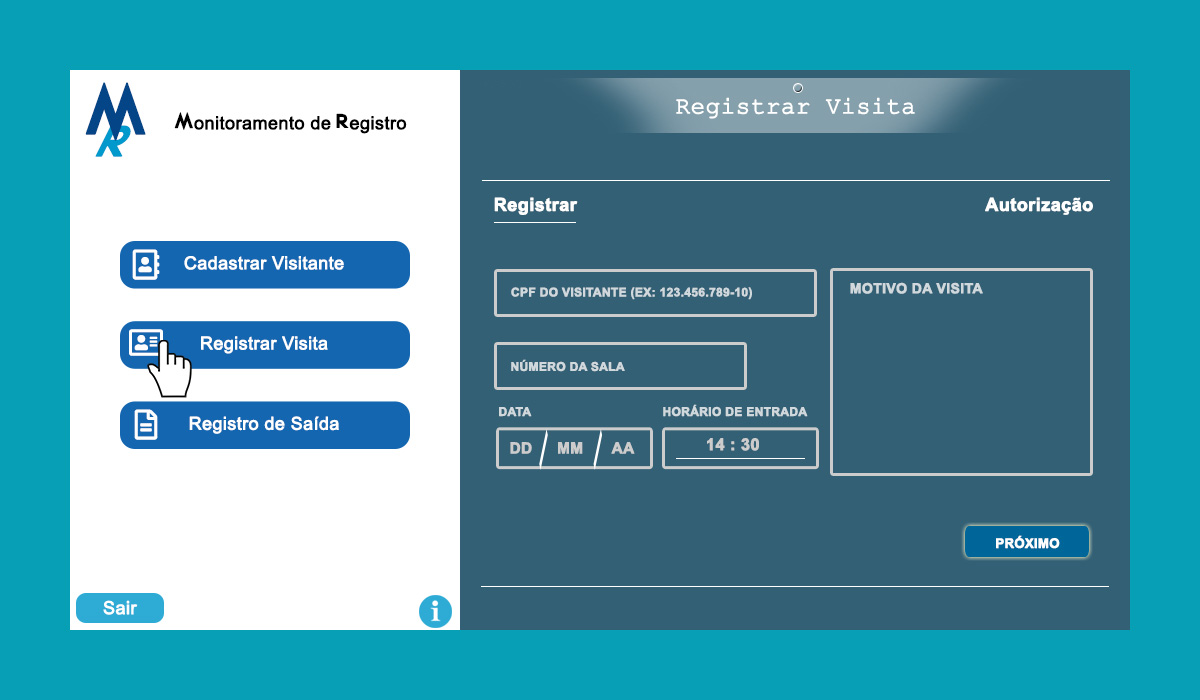 MR
Monitoramento de Registro
Cadastrar Visitante
Registrar Visita
Registro de Saída
Sair
i
Registrar Visita
Registrar
Autorização
CPF DO VISITANTE (EX: 123.456.789-10)
MOTIVO DA VISITA
NÚMERO DA SALA
DATA
HORÁRIO DE ENTRADA
DD / MM / AA
14 : 30
PRÓXIMO